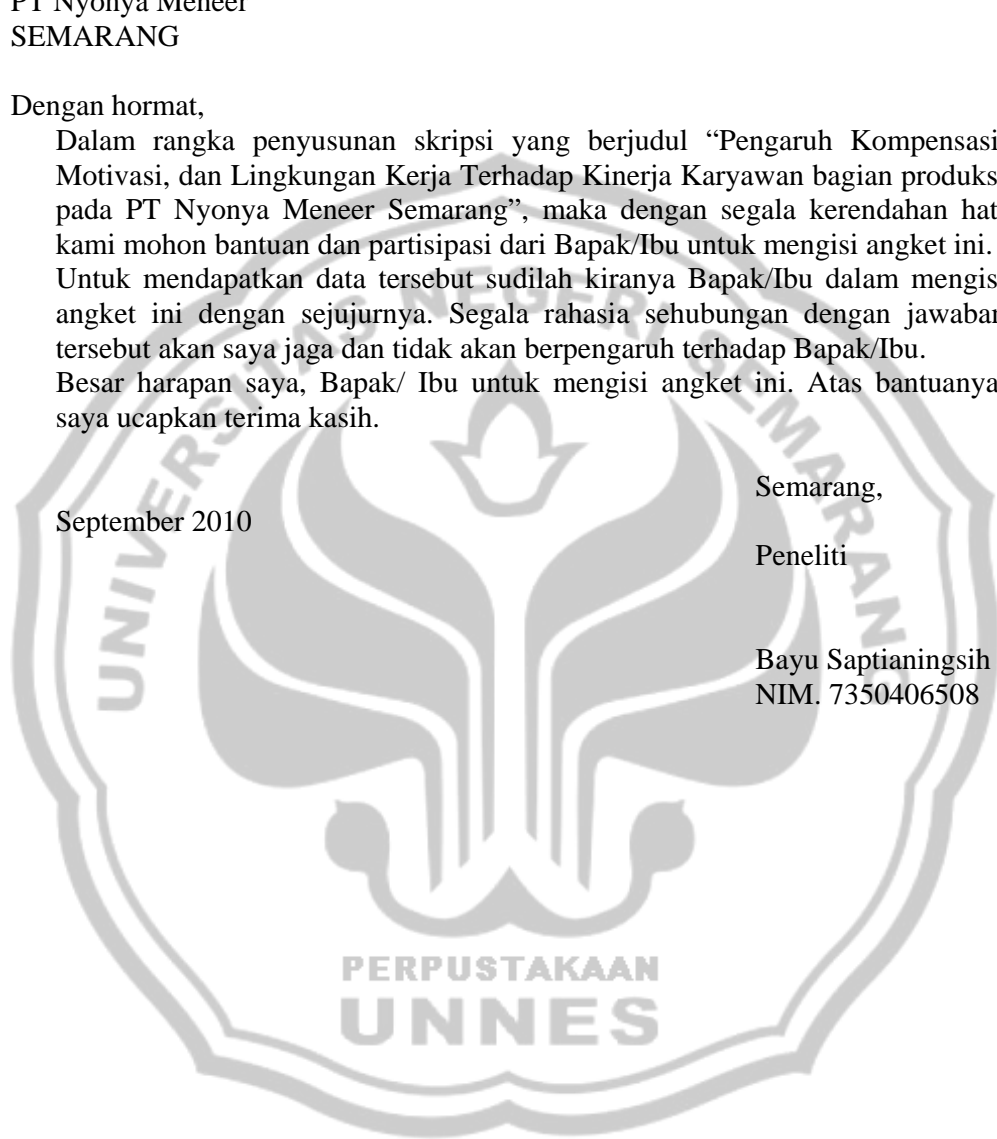 PT Nyonya Meneer
SEMARANG
Dengan hormat,
Dalam rangka penyusunan skripsi yang berjudul “Pengaruh Kompensasi
Motivasi, dan Lingkungan Kerja Terhadap Kinerja Karyawan bagian produks
pada PT Nyonya Meneer Semarang”, maka dengan segala kerendahan hat
kami mohon bantuan dan partisipasi dari Bapak/Ibu untuk mengisi angket ini.
Untuk mendapatkan data tersebut sudilah kiranya Bapak/Ibu dalam mengis
angket ini dengan sejujurnya. Segala rahasia sehubungan dengan jawaban
tersebut akan saya jaga dan tidak akan berpengaruh terhadap Bapak/Ibu.
Besar harapan saya, Bapak/ Ibu untuk mengisi angket ini. Atas bantuanya
saya ucapkan terima kasih.
Semarang,
September 2010
Peneliti
Bayu Saptianingsih
NIM. 7350406508
UNIVERSITAS NEGERI SEMARANG
PERPUSTAKAAN
UNNES